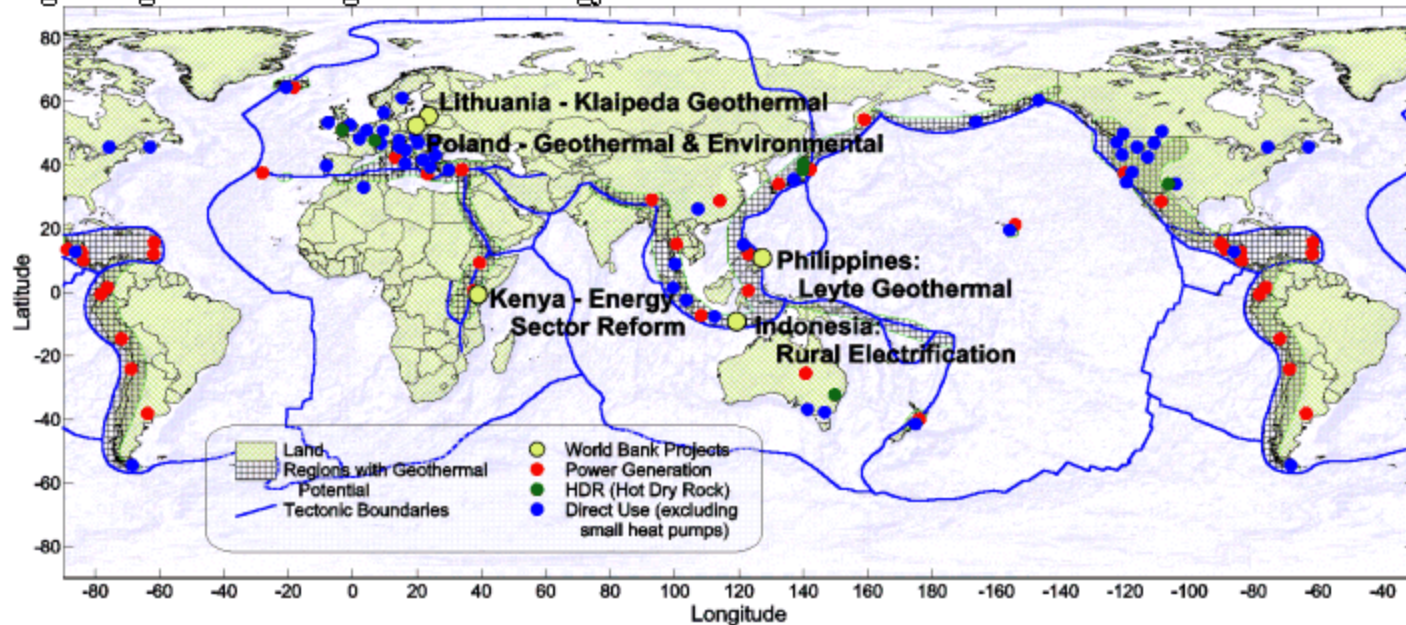 80
60
40
20
0
-20
-40
-60
-80
Latitude
Lithuania - Klaipeda Geothermal
Poland - Geothermal & Environmental
Philippines:
Leyte Geothermal
Kenya - Energy
Sector Reform
Indonesia:
Rural Electrification
Land
Regions with Geothermal
Potential
Tectonic Boundaries
World Bank Projects
Power Generation
HDR (Hot Dry Rock)
Direct Use (excluding
small heat pumps)
-80 -60 -40 -20 0 20 40 60 80 100 120 140 160 180 -160 -140 -120 -100 -80 -60 -40
Longitude